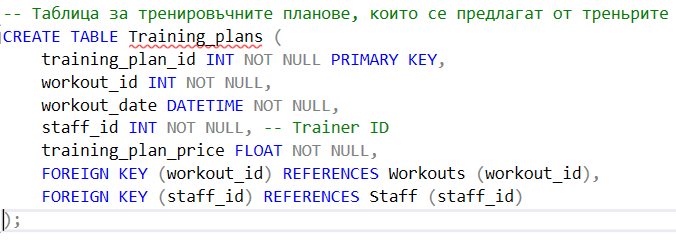 -- Таблица за тренировъчните планове, които се предлагат от треньрите
CREATE TABLE Training_plans (
training_plan_id INT NOT NULL PRIMARY KEY,
workout_id INT NOT NULL,
workout_date DATETIME NOT NULL,
staff_id INT NOT NULL, -- Trainer ID
training_plan_price FLOAT NOT NULL,
FOREIGN KEY (workout_id) REFERENCES Workouts (workout_id),
FOREIGN KEY (staff_id) REFERENCES Staff (staff_id)
);